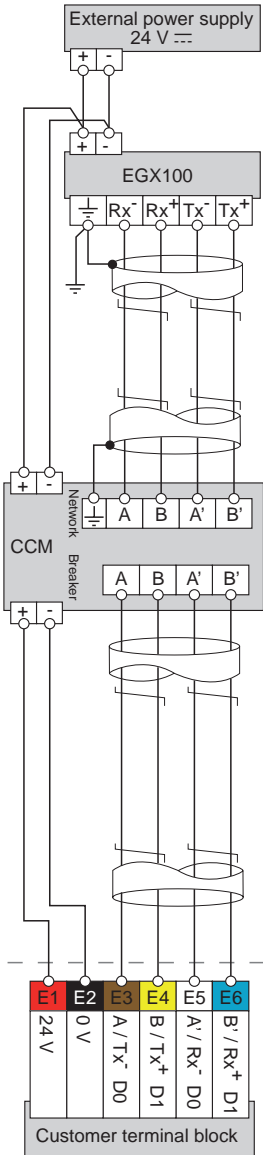 External power supply
24 V ⎓
+ -
+ -
EGX100
Rx- Rx+ Tx- Tx+
+ -
Network
A B A' B'
CCM
Breaker
A B A' B'
+ -
E1 E2 E3 E4 E5 E6
24 V
0 V
A / Tx- D0
B / Tx+ D1
A' / Rx- D0
B' / Rx+ D1
Customer terminal block